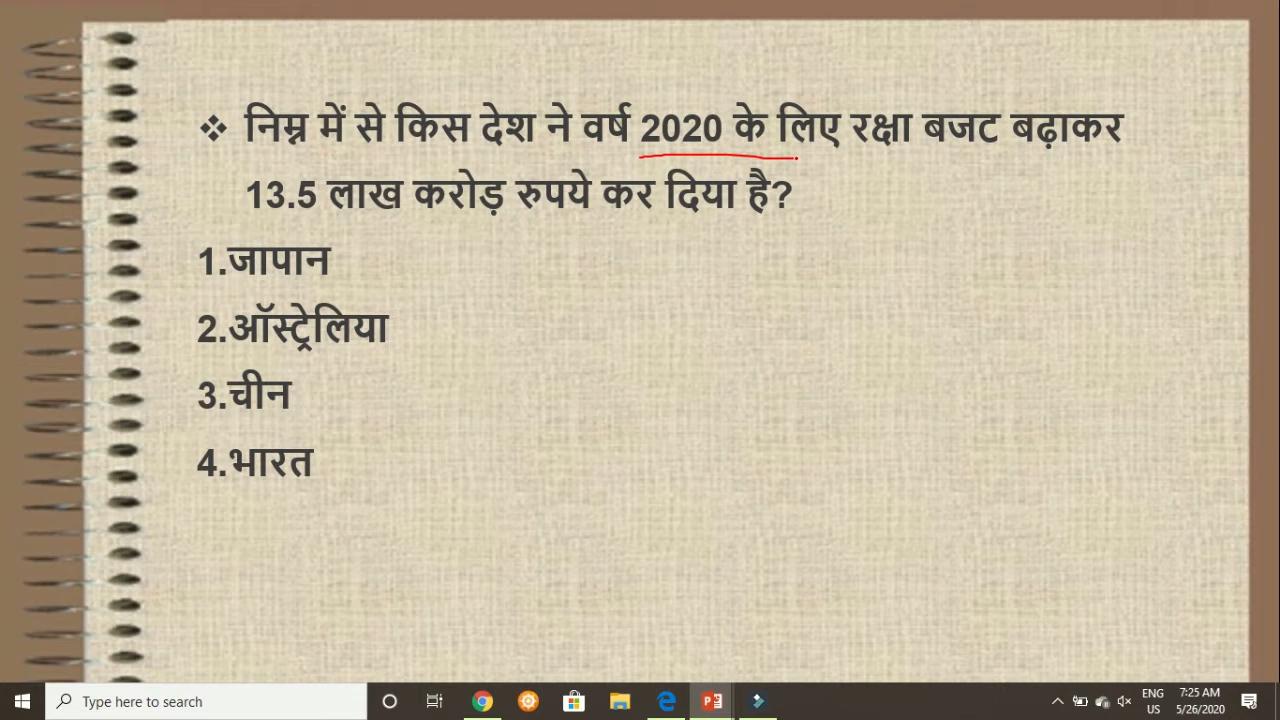 ❖ निम्न में से किस देश ने वर्ष 2020 के लिए रक्षा बजट बढ़ाकर
13.5 लाख करोड़ रुपये कर दिया है?
1.जापान
2.ऑस्ट्रेलिया
3.चीन
4.भारत
Type here to search
ENG
US
7:25 AM
5/26/2020